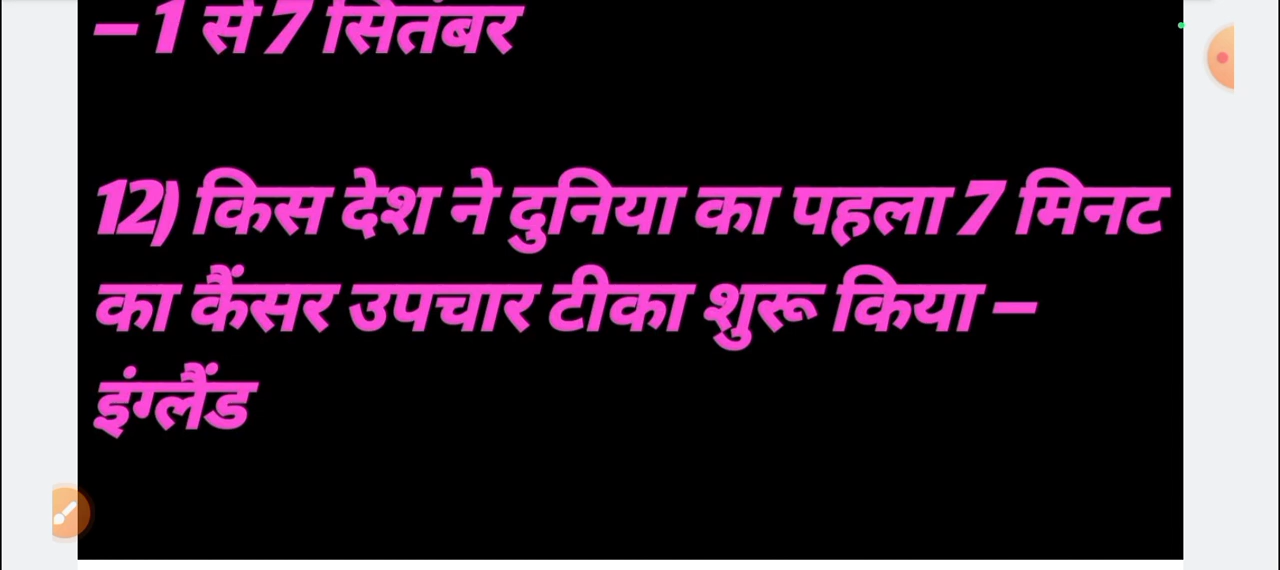 – 1 से 7 सितंबर
12) किस देश ने दुनिया का पहला 7 मिनट
का कैंसर उपचार टीका शुरू किया –
इंग्लैंड